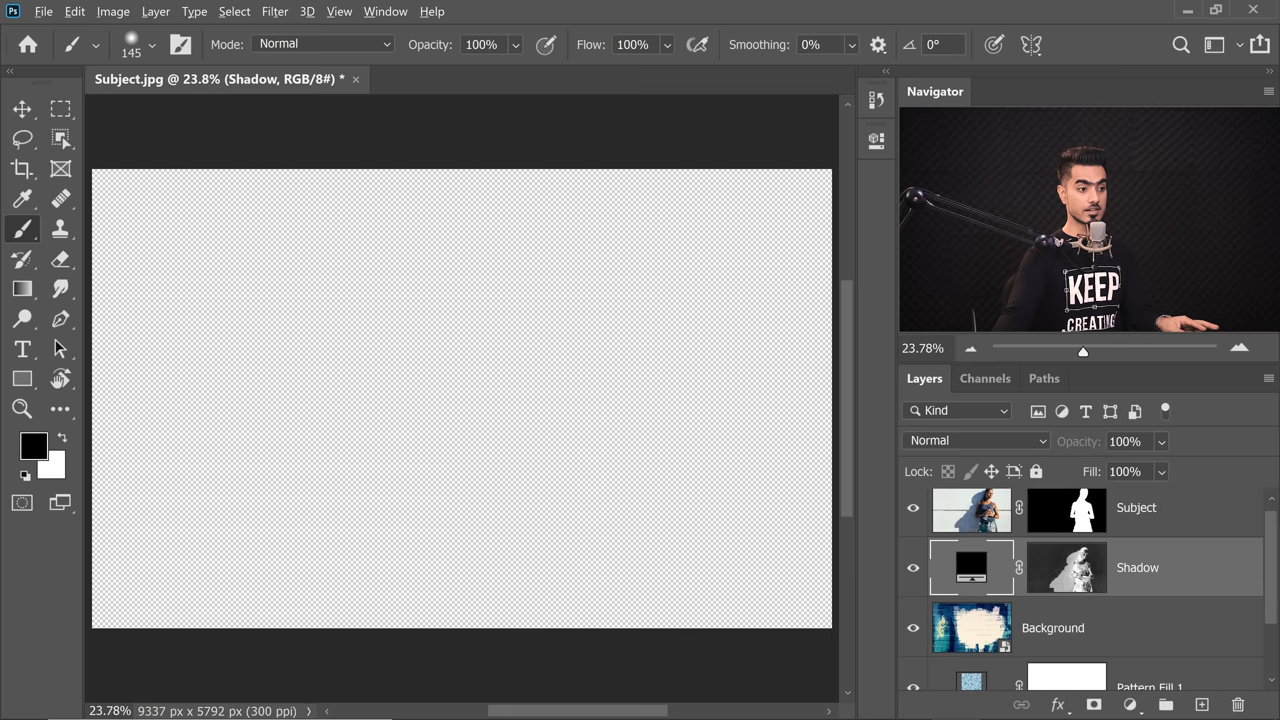 Ps File Edit Image Layer Type Select Filter 3D View Window Help
145 Mode: Normal Opacity: 100% Flow: 100% Smoothing: 0% 0°
Subject.jpg @ 23.8% (Shadow, RGB/8#) * ×
Navigator
KEEP
CREATING
23.78%
Layers Channels Paths
Kind
Normal Opacity: 100%
Lock: Fill: 100%
Subject
Shadow
Background
Pattern Fill 1
23.78% 9337 px x 5792 px (300 ppi)
fx